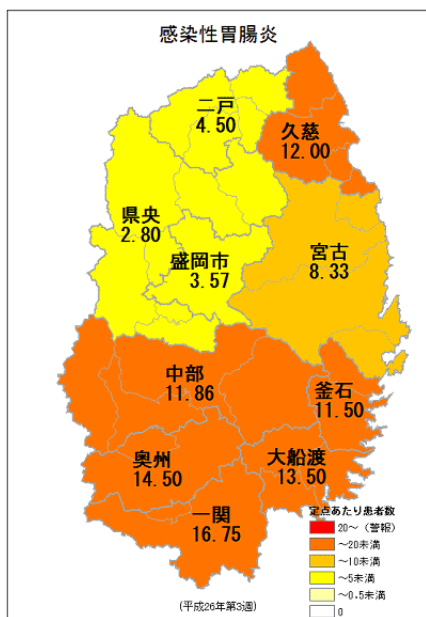 感染性胃腸炎
二戸
4.50
久慈
12.00
県央
2.80
盛岡市
3.57
宮古
8.33
中部
11.86
釜石
11.50
奥州
14.50
大船渡
13.50
一関
16.75
定点あたり患者数
20～（警報）
～20未満
～10未満
～5未満
～0.5未満
0
(平成26年第3週)